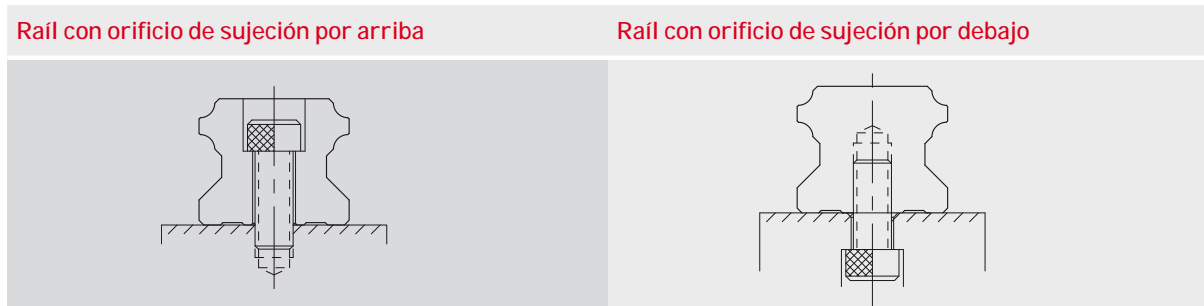 Raíl con orificio de sujeción por arriba
Raíl con orificio de sujeción por debajo